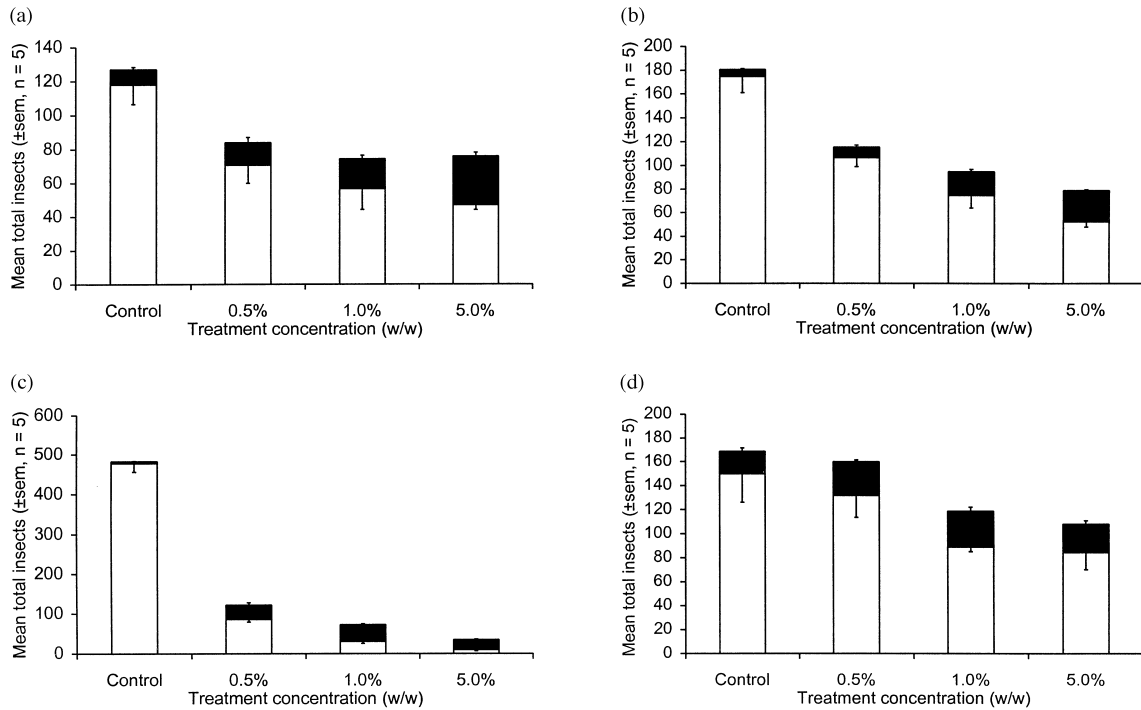 (a)
Mean total insects (±sem, n = 5)
140
120
100
80
60
40
20
0
Control 0.5% 1.0% 5.0%
Treatment concentration (w/w)
(b)
Mean total insects (±sem, n = 5)
200
180
160
140
120
100
80
60
40
20
0
Control 0.5% 1.0% 5.0%
Treatment concentration (w/w)
(c)
Mean total insects (±sem, n = 5)
600
500
400
300
200
100
0
Control 0.5% 1.0% 5.0%
Treatment concentration (w/w)
(d)
Mean total insects (±sem, n = 5)
200
180
160
140
120
100
80
60
40
20
0
Control 0.5% 1.0% 5.0%
Treatment concentration (w/w)